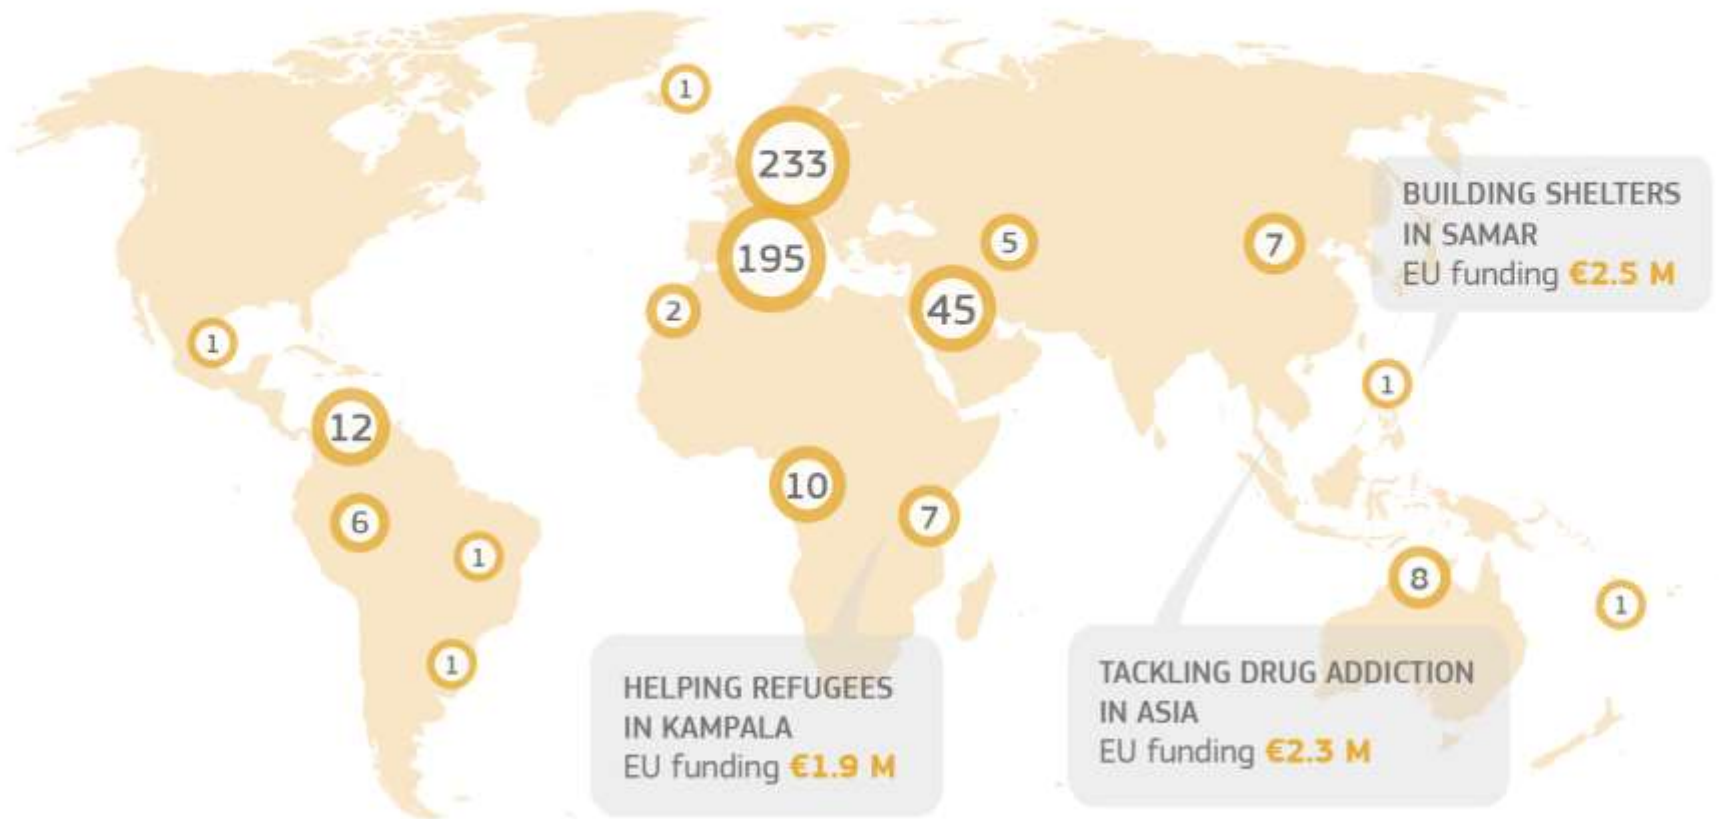 1
233
195
5
7
2
45
1
12
6
1
1
10
7
1
8
1
BUILDING SHELTERS
IN SAMAR
EU funding €2.5 M
HELPING REFUGEES
IN KAMPALA
EU funding €1.9 M
TACKLING DRUG ADDICTION
IN ASIA
EU funding €2.3 M